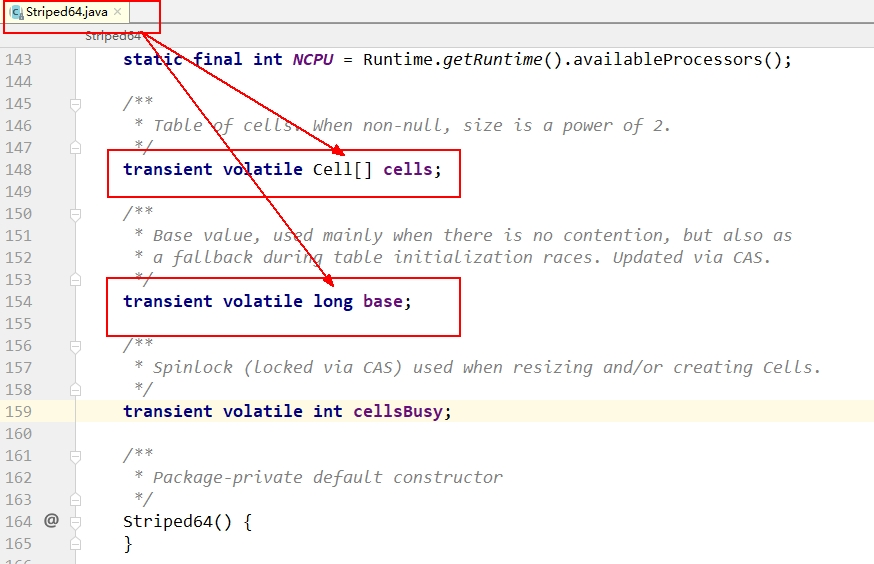 Striped64.java
Striped64
143 static final int NCPU = Runtime.getRuntime().availableProcessors();
144
145 /**
146 * Table of cells. When non-null, size is a power of 2.
147 */
148 transient volatile Cell[] cells;
149
150 /**
151 * Base value, used mainly when there is no contention, but also as
152 * a fallback during table initialization races. Updated via CAS.
153 */
154 transient volatile long base;
155
156 /**
157 * Spinlock (locked via CAS) used when resizing and/or creating Cells.
158 */
159 transient volatile int cellsBusy;
160
161 /**
162 * Package-private default constructor
163 */
164 @ Striped64() {
165 }